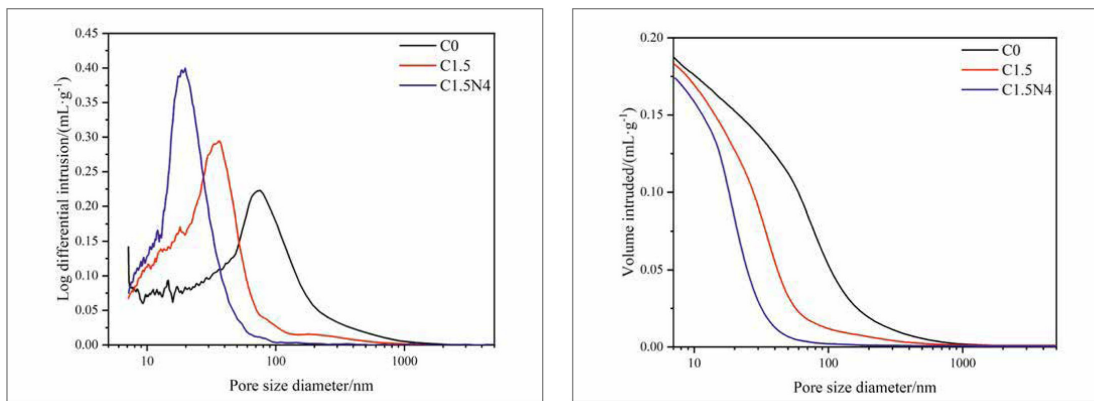 0.45
0.40
0.35
0.30
0.25
0.20
0.15
0.10
0.05
0.00
Log differential intrusion/(mL·g⁻¹)
C0
C1.5
C1.5N4
10 100 1000
Pore size diameter/nm
0.20
0.15
0.10
0.05
0.00
Volume intruded/(mL·g⁻¹)
C0
C1.5
C1.5N4
10 100 1000
Pore size diameter/nm